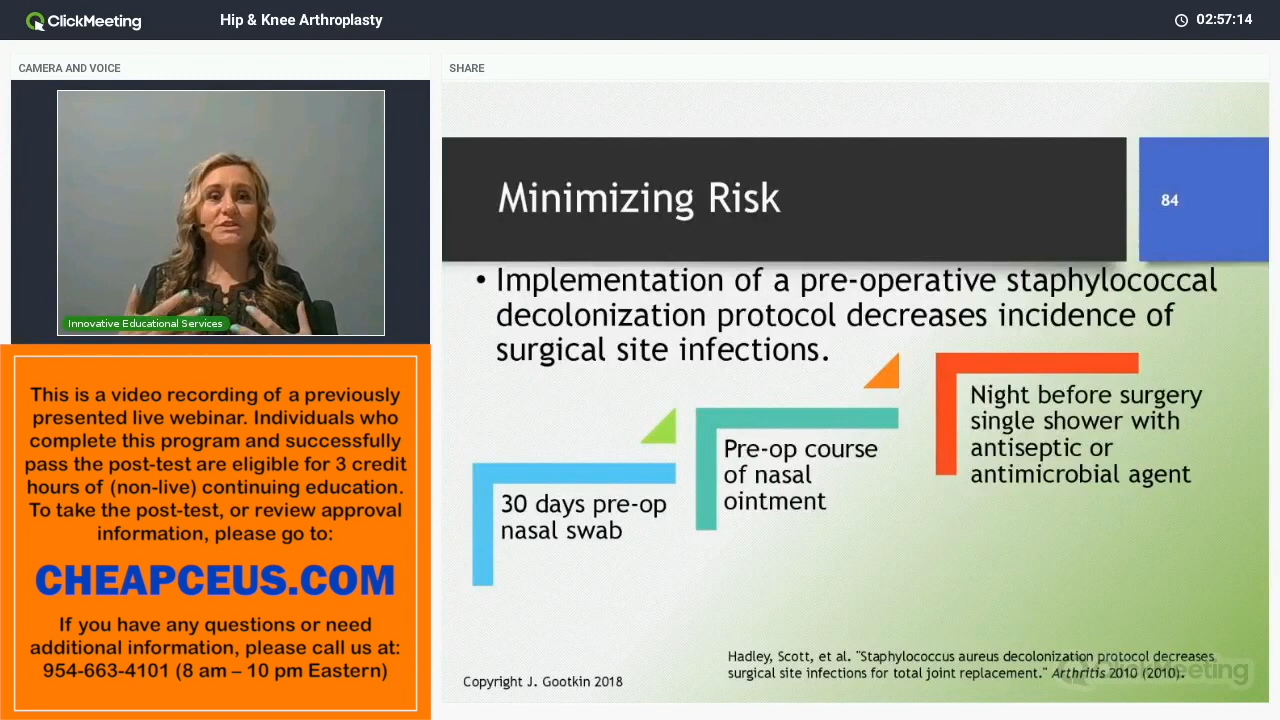 ClickMeeting
Hip & Knee Arthroplasty
02:57:14
CAMERA AND VOICE
Innovative Educational Services
This is a video recording of a previously
presented live webinar. Individuals who
complete this program and successfully
pass the post-test are eligible for 3 credit
hours of (non-live) continuing education.
To take the post-test, or review approval
information, please go to:
CHEAPCEUS.COM
If you have any questions or need
additional information, please call us at:
954-663-4101 (8 am – 10 pm Eastern)
SHARE
Minimizing Risk
84
• Implementation of a pre-operative staphylococcal
decolonization protocol decreases incidence of
surgical site infections.
30 days pre-op
nasal swab
Pre-op course
of nasal
ointment
Night before surgery
single shower with
antiseptic or
antimicrobial agent
Hadley, Scott, et al. "Staphylococcus aureus decolonization protocol decreases
surgical site infections for total joint replacement." Arthritis 2010 (2010).
Copyright J. Gootkin 2018
ClickMeeting